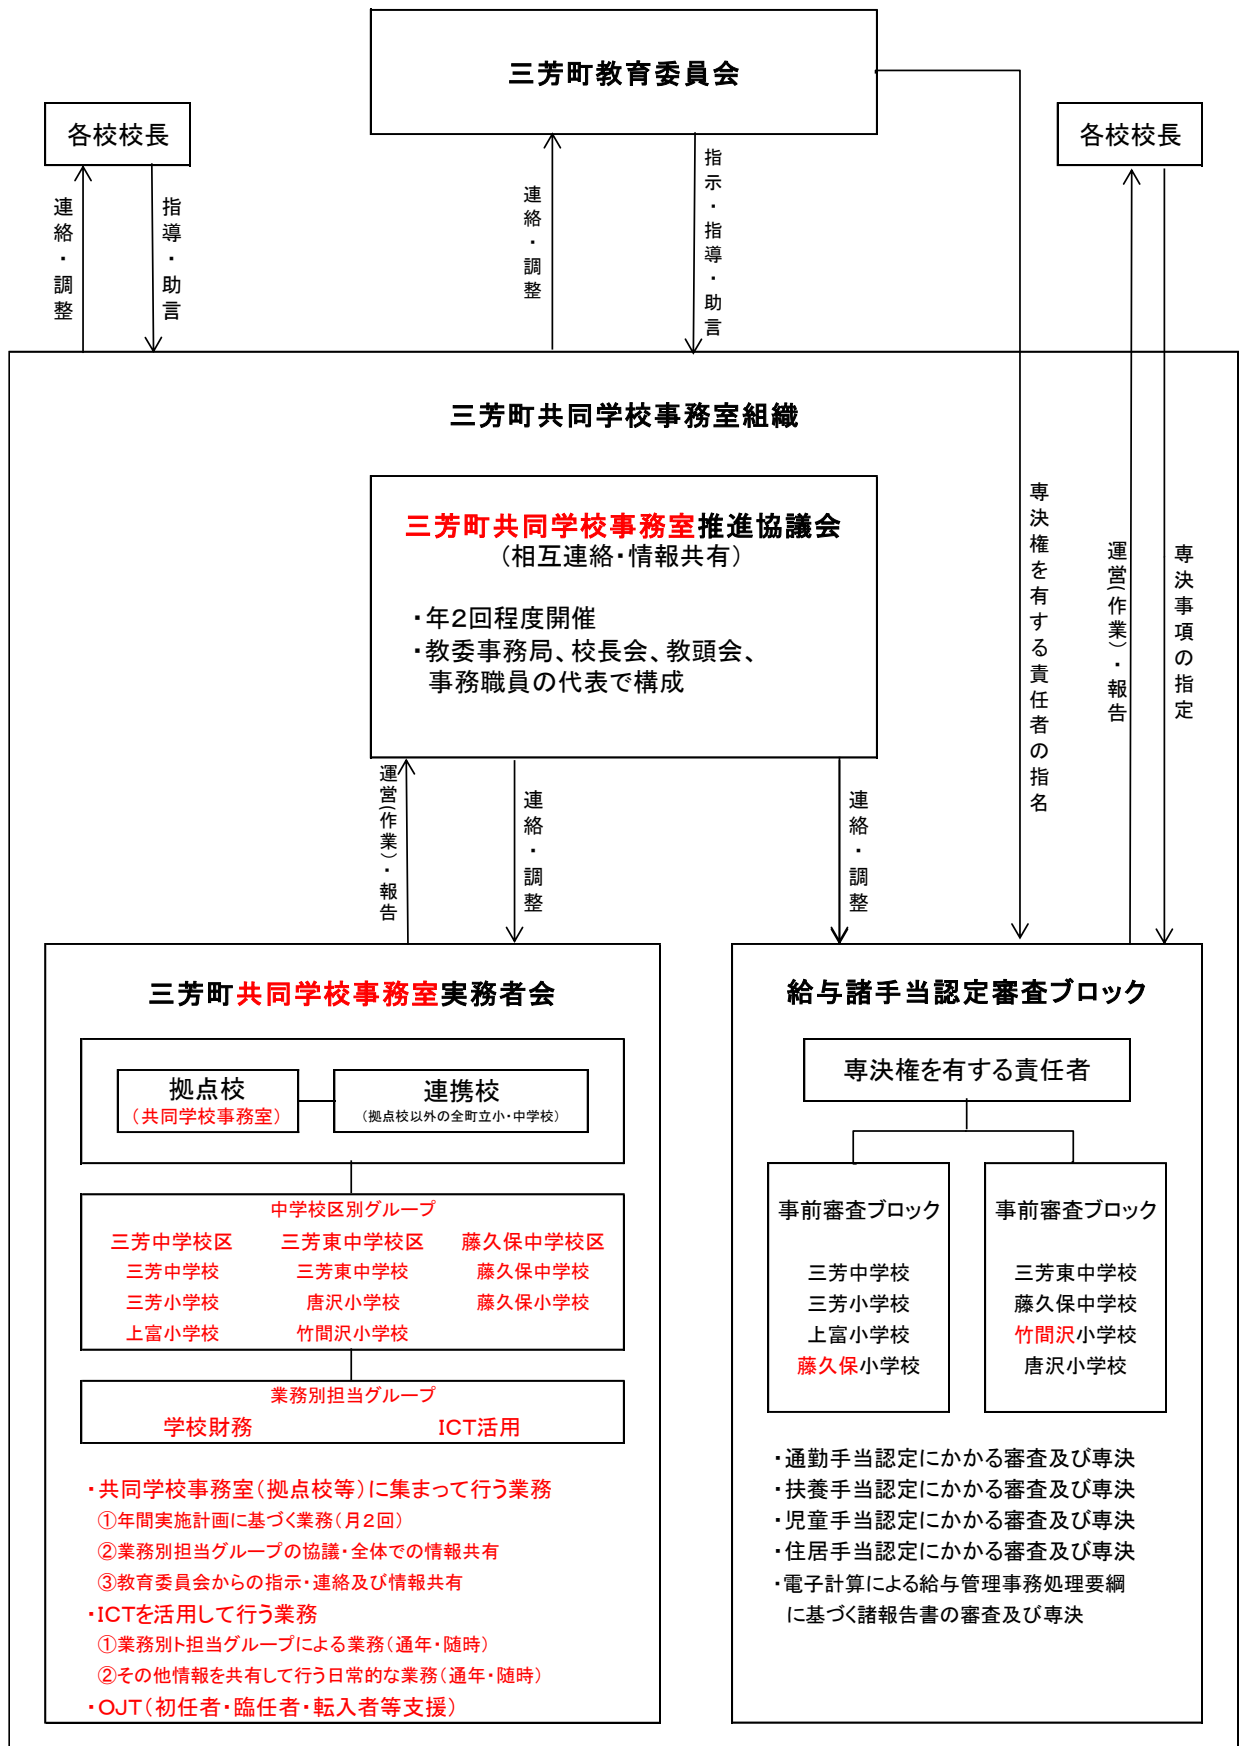 三芳町教育委員会
各校校長
各校校長
連絡・調整
指導・助言
連絡・調整
指示・指導・助言
三芳町共同学校事務室組織
三芳町共同学校事務室推進協議会
（相互連絡・情報共有）
・年2回程度開催
・教委事務局、校長会、教頭会、
事務職員の代表で構成
専決権を有する責任者の指名
運営（作業）・報告
専決事項の指定
運営（作業）・報告
連絡・調整
連絡・調整
三芳町共同学校事務室実務者会
拠点校
（共同学校事務室）
連携校
（拠点校以外の全町立小・中学校）
中学校区別グループ
三芳中学校区 三芳東中学校区 藤久保中学校区
三芳中学校 三芳東中学校 藤久保中学校
三芳小学校 唐沢小学校 藤久保小学校
上富小学校 竹間沢小学校
業務別担当グループ
学校財務 ICT活用
・共同学校事務室（拠点校等）に集まって行う業務
①年間実施計画に基づく業務（月2回）
②業務別担当グループの協議・全体での情報共有
③教育委員会からの指示・連絡及び情報共有
・ICTを活用して行う業務
①業務別ト担当グループによる業務（通年・随時）
②その他情報を共有して行う日常的な業務（通年・随時）
・OJT（初任者・臨任者・転入者等支援）
給与諸手当認定審査ブロック
専決権を有する責任者
事前審査ブロック
三芳中学校
三芳小学校
上富小学校
藤久保小学校
事前審査ブロック
三芳東中学校
藤久保中学校
竹間沢小学校
唐沢小学校
・通勤手当認定にかかる審査及び専決
・扶養手当認定にかかる審査及び専決
・児童手当認定にかかる審査及び専決
・住居手当認定にかかる審査及び専決
・電子計算による給与管理事務処理要綱
に基づく諸報告書の審査及び専決